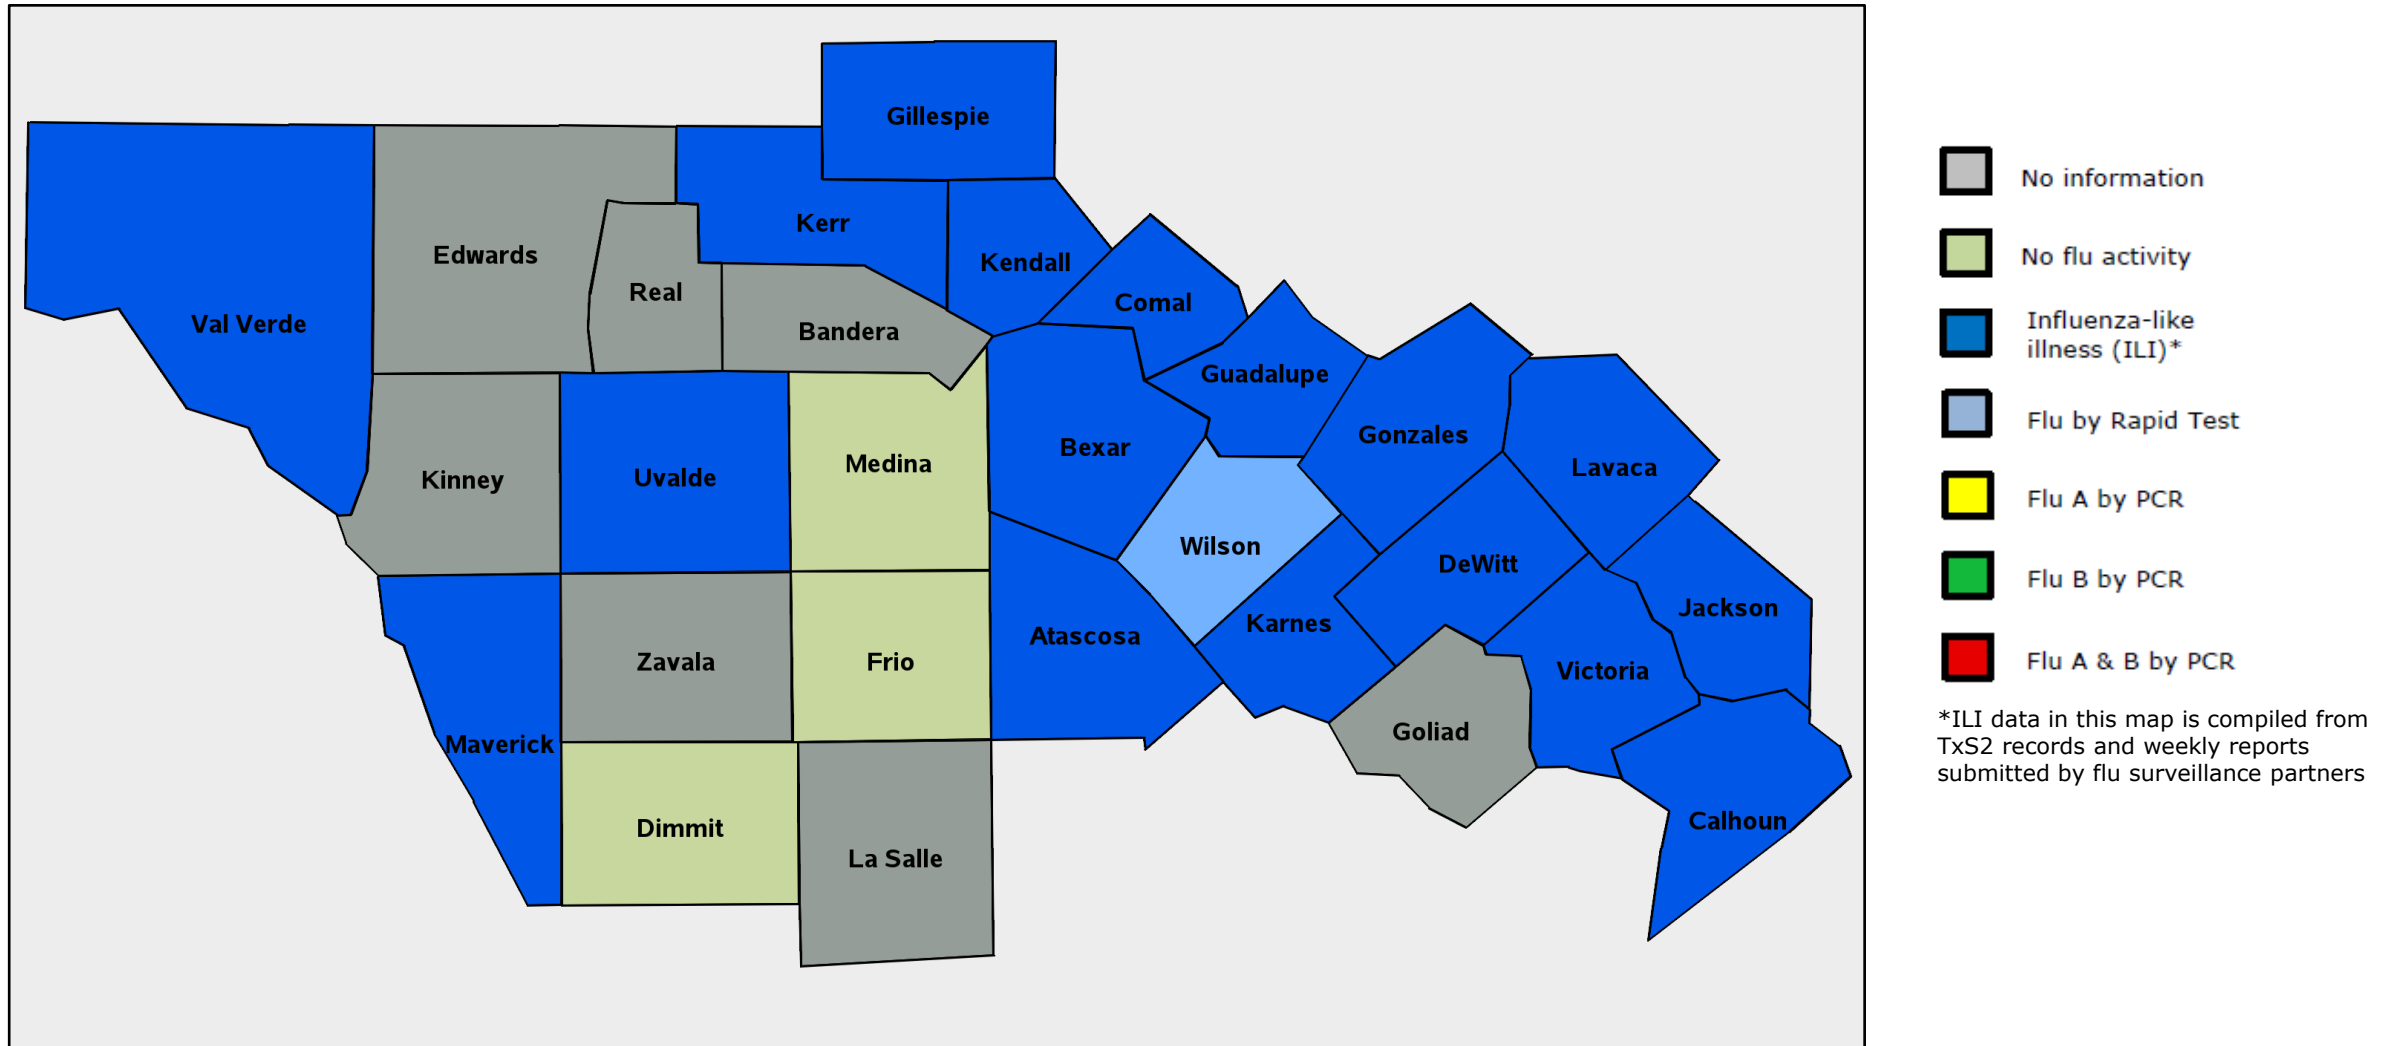 Gillespie
Kerr
Edwards
Kendall
Real
Comal
Val Verde
Bandera
Guadalupe
Gonzales
Bexar
Medina
Lavaca
Uvalde
Kinney
Wilson
DeWitt
Jackson
Karnes
Atascosa
Zavala
Frio
Victoria
Goliad
Maverick
Calhoun
Dimmit
La Salle
No information
No flu activity
Influenza-like
illness (ILI)*
Flu by Rapid Test
Flu A by PCR
Flu B by PCR
Flu A & B by PCR
*ILI data in this map is compiled from
TxS2 records and weekly reports
submitted by flu surveillance partners